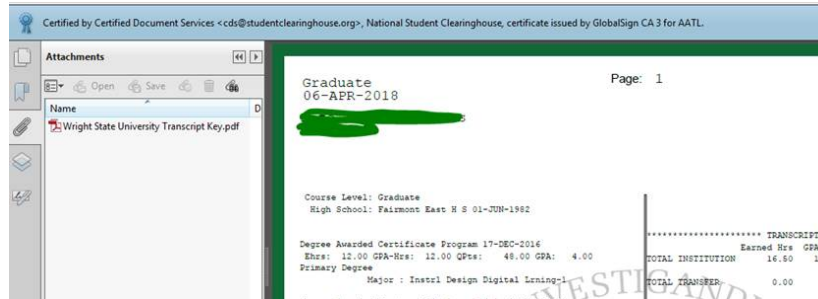 Certified by Certified Document Services <cds@studentclearinghouse.org>, National Student Clearinghouse, certificate issued by GlobalSign CA 3 for AATL.
Attachments
Open Save
Name D
Wright State University Transcript Key.pdf
Graduate Page: 1
06-APR-2018
Course Level: Graduate
High School: Fairmont East H S 01-JUN-1982
********************** TRANSCRIPT
Earned Hrs GPA
TOTAL INSTITUTION 16.50 1
TOTAL TRANSFER 0.00
Degree Awarded Certificate Program 17-DEC-2016
Ehrs: 12.00 GPA-Hrs: 12.00 QPts: 48.00 GPA: 4.00
Primary Degree
Major : Instrl Design Digital Lrning-1